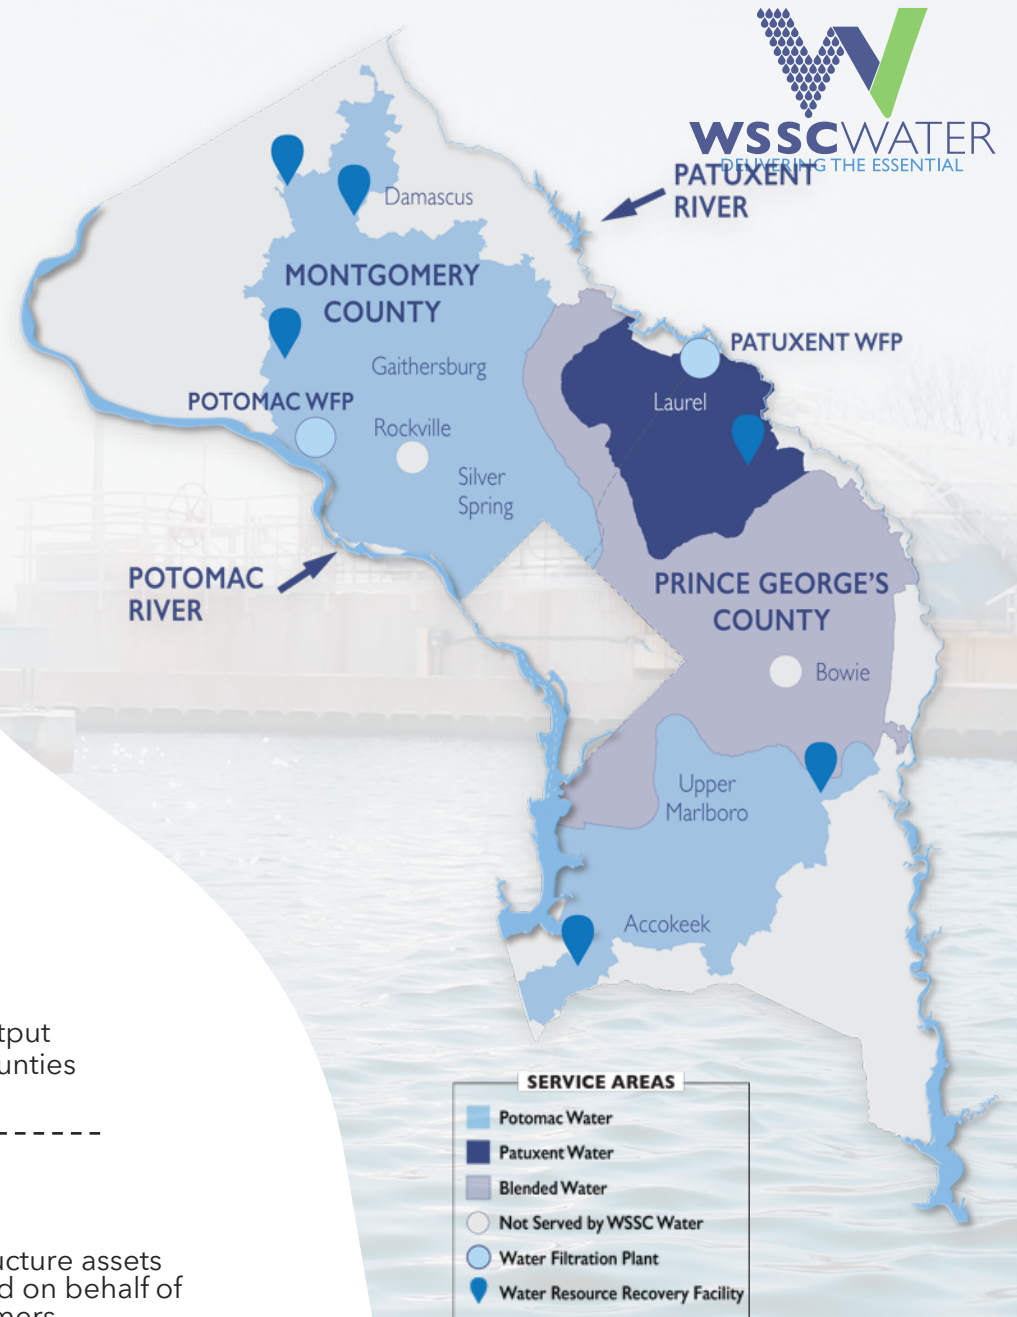 WSSCWATER
DELIVERING THE ESSENTIAL
PATUXENT
RIVER
Damascus
MONTGOMERY
COUNTY
PATUXENT WFP
Gaithersburg
POTOMAC WFP
Laurel
Rockville
Silver
Spring
POTOMAC
RIVER
PRINCE GEORGE'S
COUNTY
Bowie
Upper
Marlboro
Accokeek
tput
unties
ucture assets
d on behalf of
mers
SERVICE AREAS
Potomac Water
Patuxent Water
Blended Water
Not Served by WSSC Water
Water Filtration Plant
Water Resource Recovery Facility